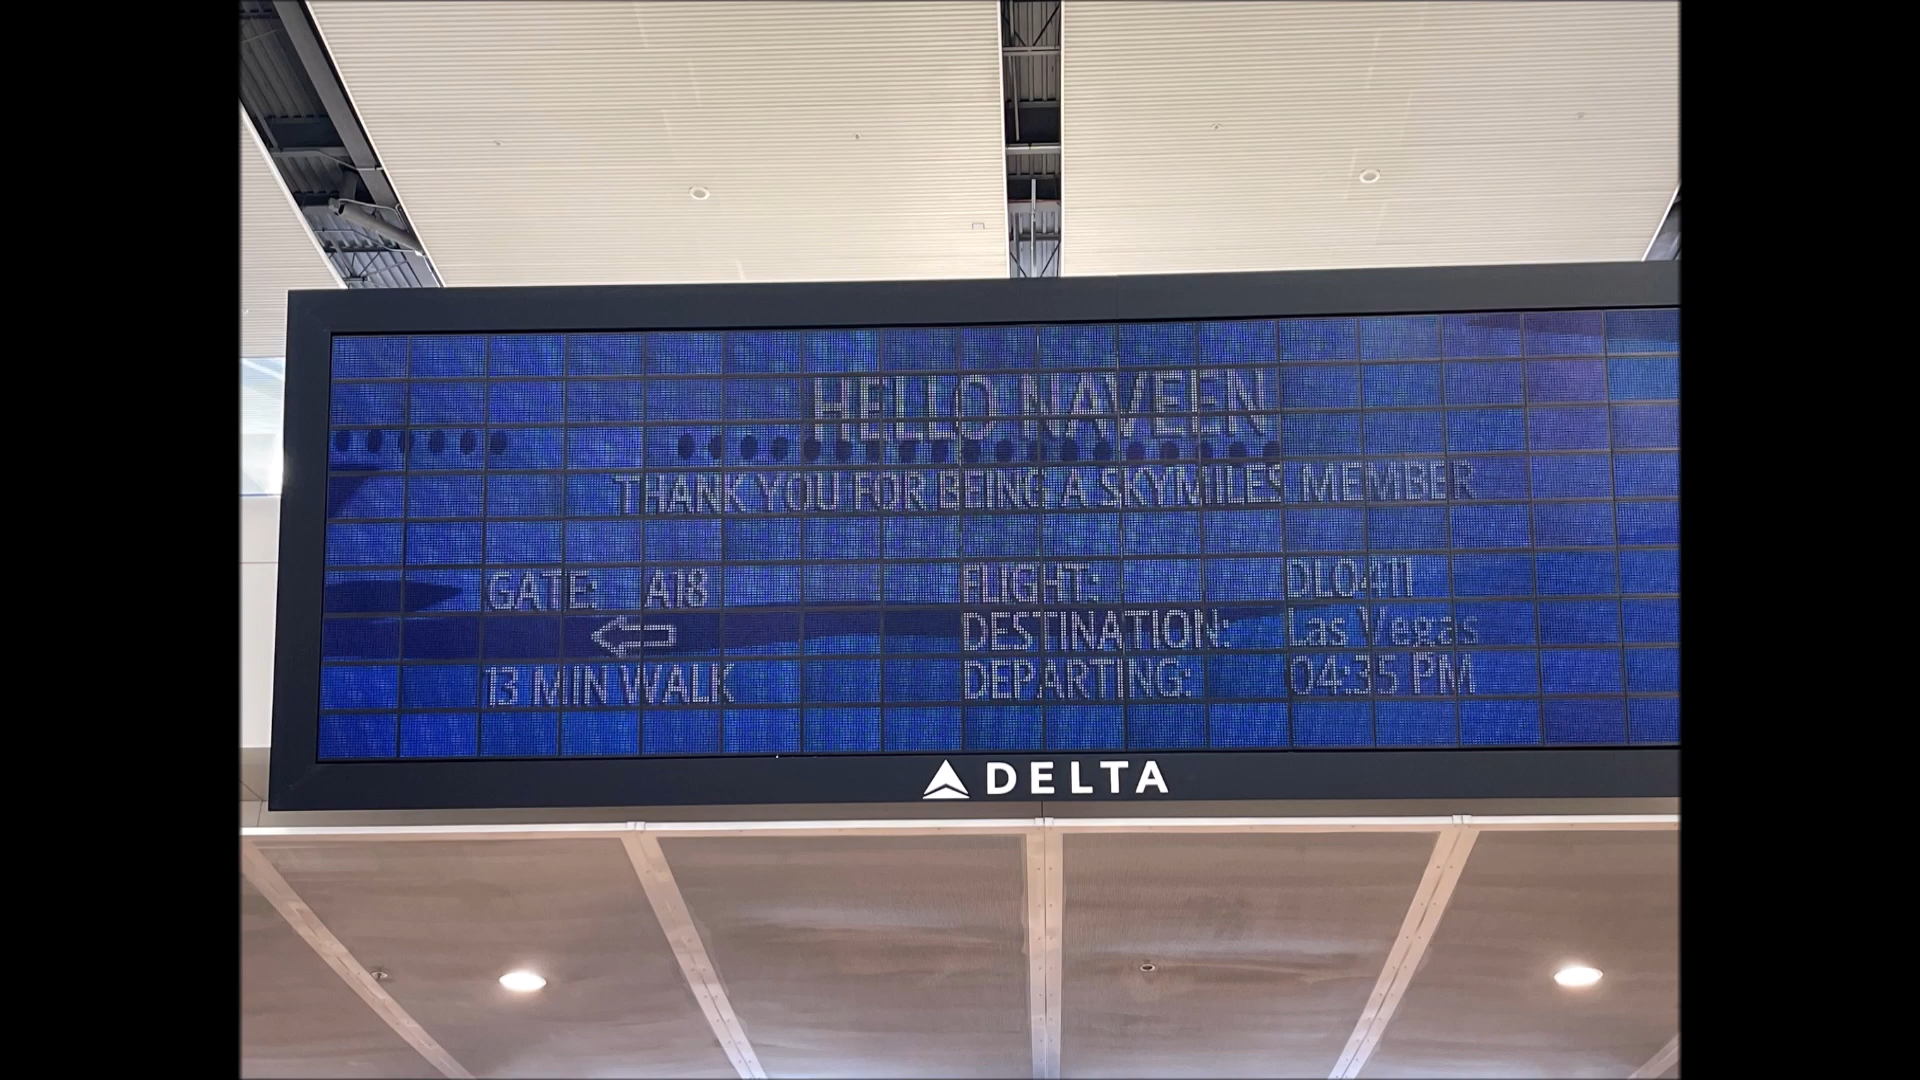 HELLO NAVEEN
THANK YOU FOR BEING A SKYMILES MEMBER
GATE: A18
13 MIN WALK
FLIGHT: DL0411
DESTINATION: Las Vegas
DEPARTING: 04:35 PM
DELTA